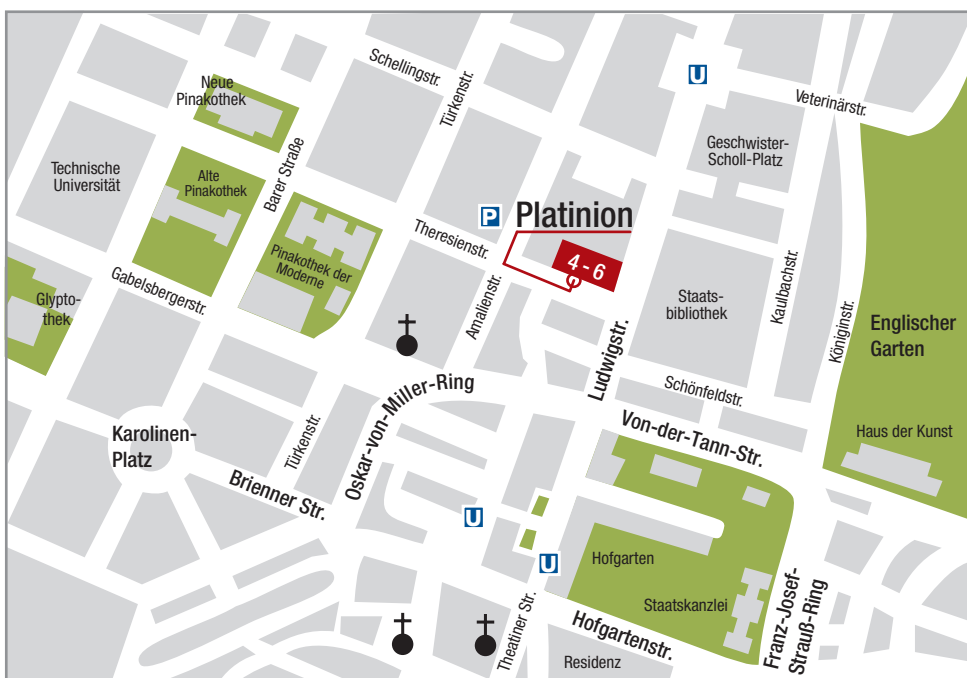 Schellingstr.
Türkenstr.
U
Veterinärstr.
Neue
Pinakothek
Geschwister-
Scholl-Platz
Technische
Universität
Alte
Pinakothek
Barer Straße
P
Platinion
Theresienstr.
4 - 6
Pinakothek der
Moderne
Gabelsbergerstr.
Glypto-
thek
Amalienstr.
Staats-
bibliothek
Kaulbachstr.
Königinstr.
Englischer
Garten
Ludwigstr.
Schönfeldstr.
Oskar-von-Miller-Ring
Von-der-Tann-Str.
Haus der Kunst
Karolinen-
Platz
Türkenstr.
Brienner Str.
U
U
Hofgarten
Staatskanzlei
Theatiner Str.
Hofgartenstr.
Franz-Josef-
Strauß-Ring
Residenz